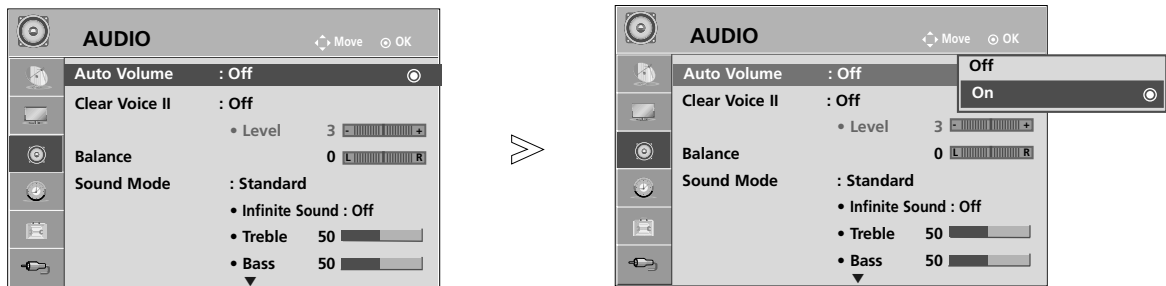 AUDIO
Move OK
Auto Volume : Off
Clear Voice II : Off
• Level 3 - +
Balance 0 L R
Sound Mode : Standard
• Infinite Sound : Off
• Treble 50
• Bass 50
AUDIO
Move OK
Auto Volume : Off
Off
On
Clear Voice II : Off
• Level 3 - +
Balance 0 L R
Sound Mode : Standard
• Infinite Sound : Off
• Treble 50
• Bass 50